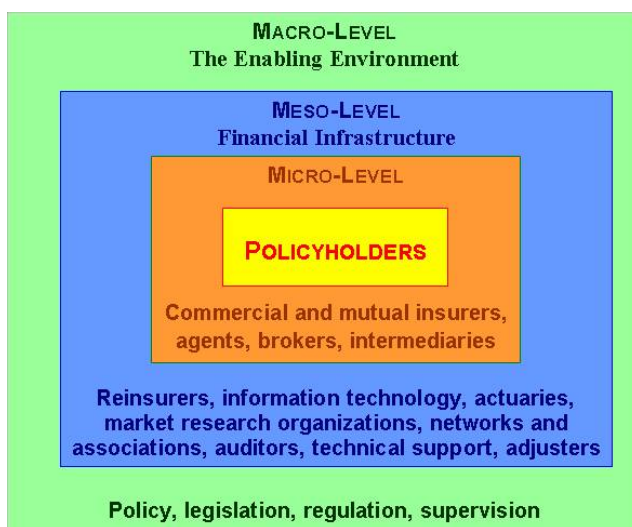 MACRO-LEVEL
The Enabling Environment
MESO-LEVEL
Financial Infrastructure
MICRO-LEVEL
POLICYHOLDERS
Commercial and mutual insurers,
agents, brokers, intermediaries
Reinsurers, information technology, actuaries,
market research organizations, networks and
associations, auditors, technical support, adjusters
Policy, legislation, regulation, supervision